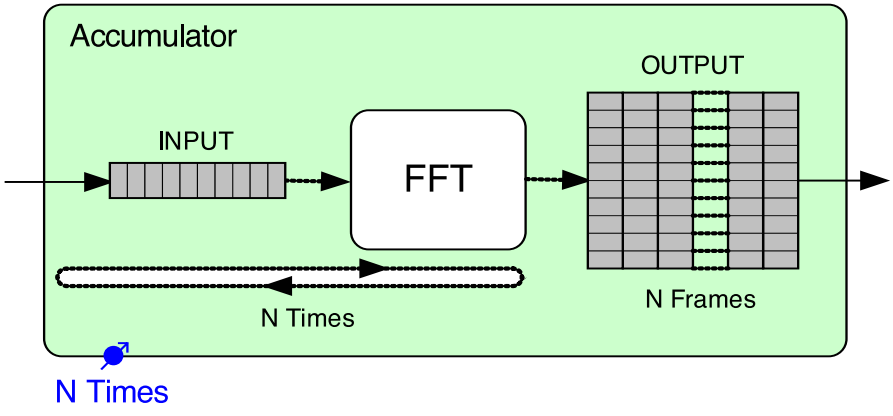 Accumulator
OUTPUT
INPUT
FFT
N Frames
N Times
N Times